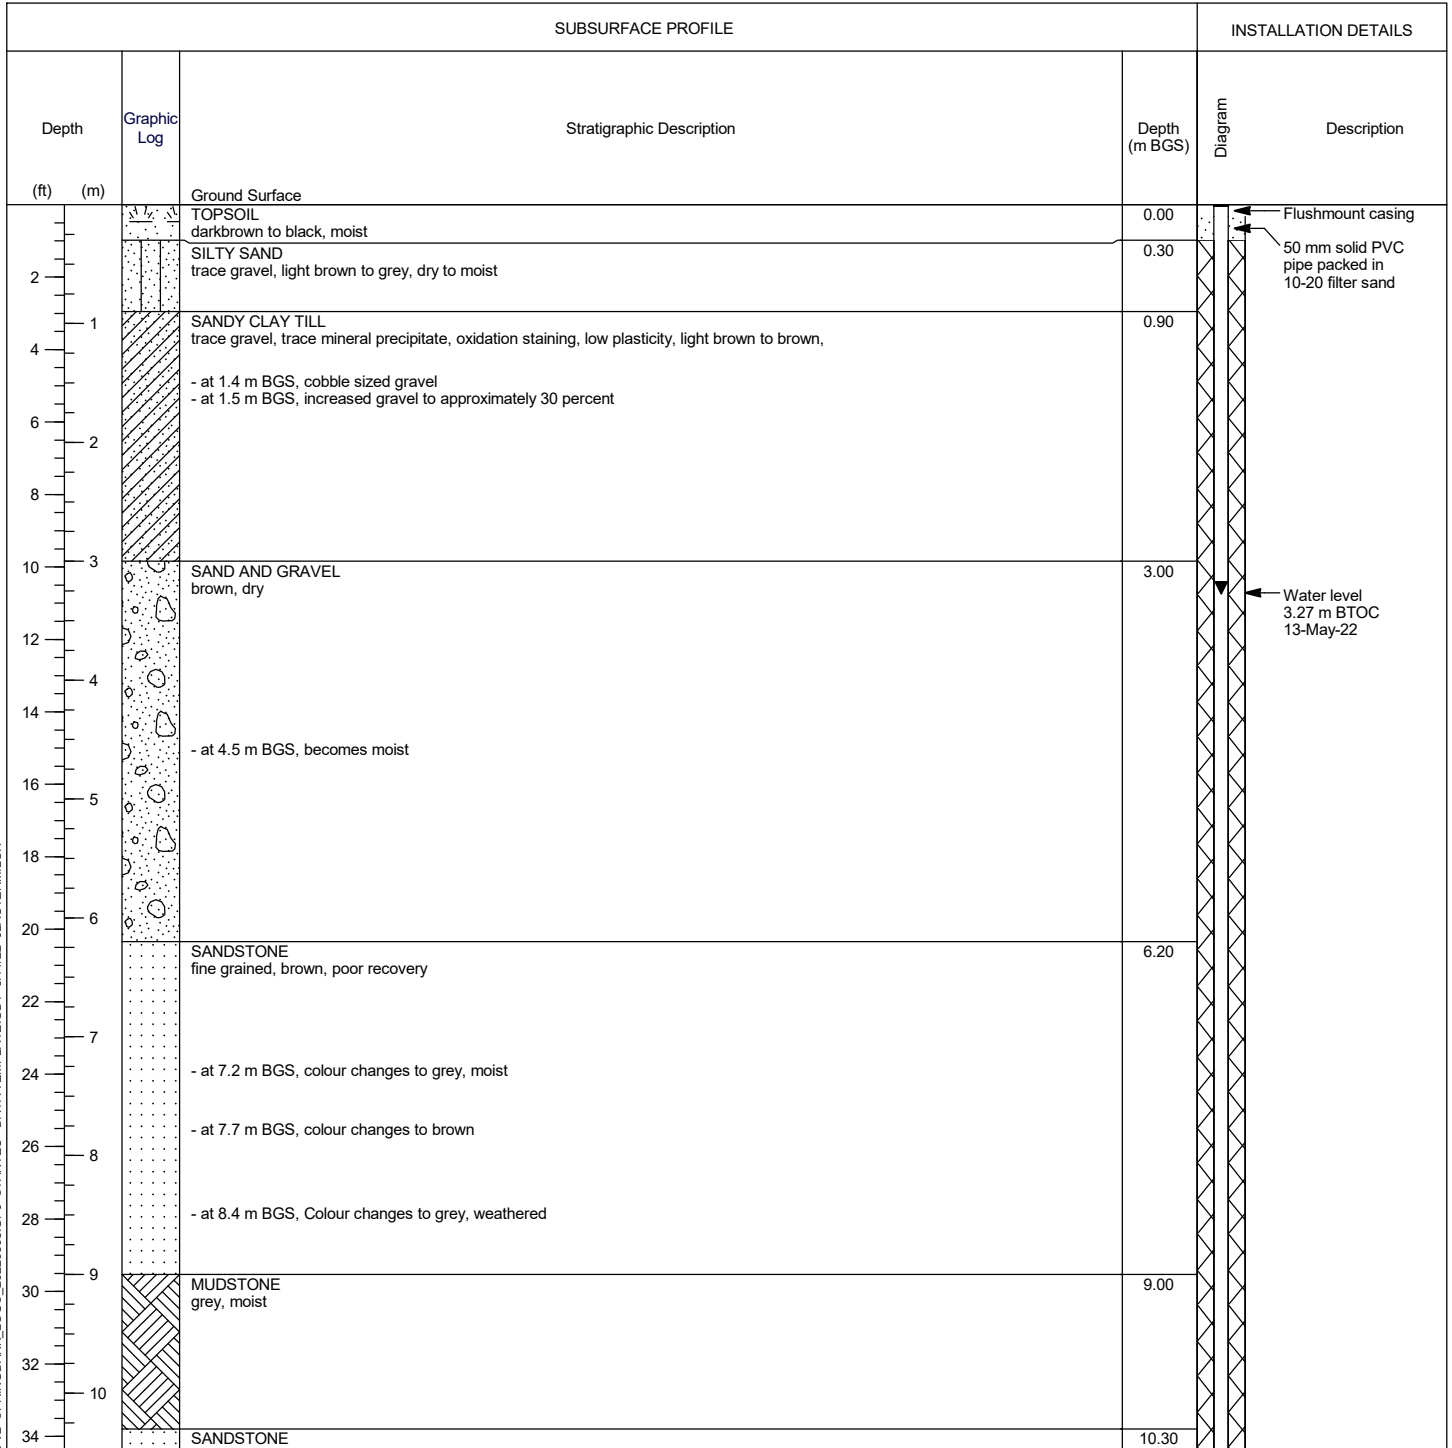 SUBSURFACE PROFILE
INSTALLATION DETAILS
Depth
Graphic
Log
Stratigraphic Description
Depth
(m BGS)
Diagram
Description
(ft) (m)
Ground Surface
TOPSOIL
darkbrown to black, moist
0.00
Flushmount casing
SILTY SAND
trace gravel, light brown to grey, dry to moist
0.30
50 mm solid PVC
pipe packed in
10-20 filter sand
2
SANDY CLAY TILL
trace gravel, trace mineral precipitate, oxidation staining, low plasticity, light brown to brown,
0.90
1
4
- at 1.4 m BGS, cobble sized gravel
- at 1.5 m BGS, increased gravel to approximately 30 percent
6
2
8
3
10
SAND AND GRAVEL
brown, dry
3.00
Water level
3.27 m BTOC
13-May-22
12
4
14
- at 4.5 m BGS, becomes moist
16
5
18
6
20
SANDSTONE
fine grained, brown, poor recovery
6.20
22
7
24
- at 7.2 m BGS, colour changes to grey, moist
- at 7.7 m BGS, colour changes to brown
26
8
28
- at 8.4 m BGS, Colour changes to grey, weathered
9
30
MUDSTONE
grey, moist
9.00
32
10
34
SANDSTONE
10.30